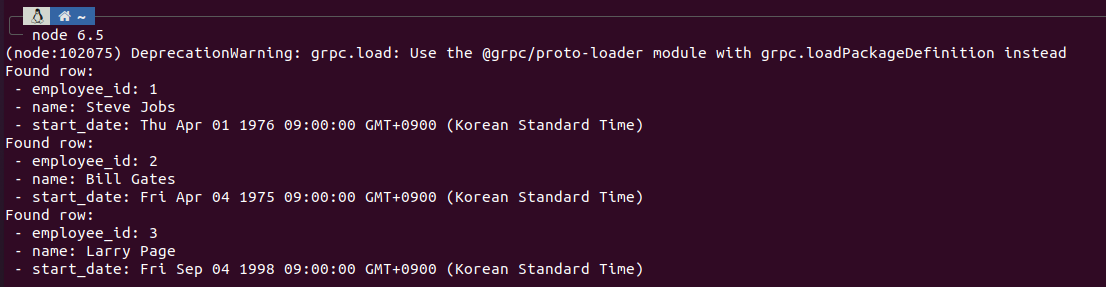 ~
node 6.5
(node:102075) DeprecationWarning: grpc.load: Use the @grpc/proto-loader module with grpc.loadPackageDefinition instead
Found row:
- employee_id: 1
- name: Steve Jobs
- start_date: Thu Apr 01 1976 09:00:00 GMT+0900 (Korean Standard Time)
Found row:
- employee_id: 2
- name: Bill Gates
- start_date: Fri Apr 04 1975 09:00:00 GMT+0900 (Korean Standard Time)
Found row:
- employee_id: 3
- name: Larry Page
- start_date: Fri Sep 04 1998 09:00:00 GMT+0900 (Korean Standard Time)